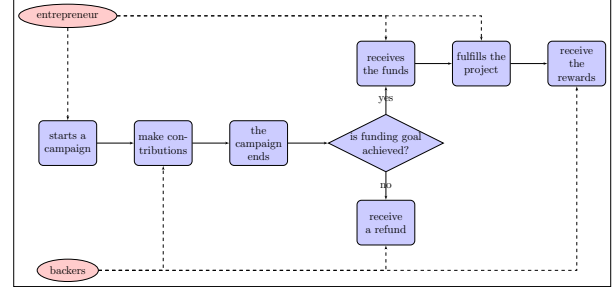 entrepreneur
receives
the funds
fulfills the
project
receive
the
rewards
yes
starts a
campaign
make con-
tributions
the
campaign
ends
is funding goal
achieved?
no
receive
a refund
backers